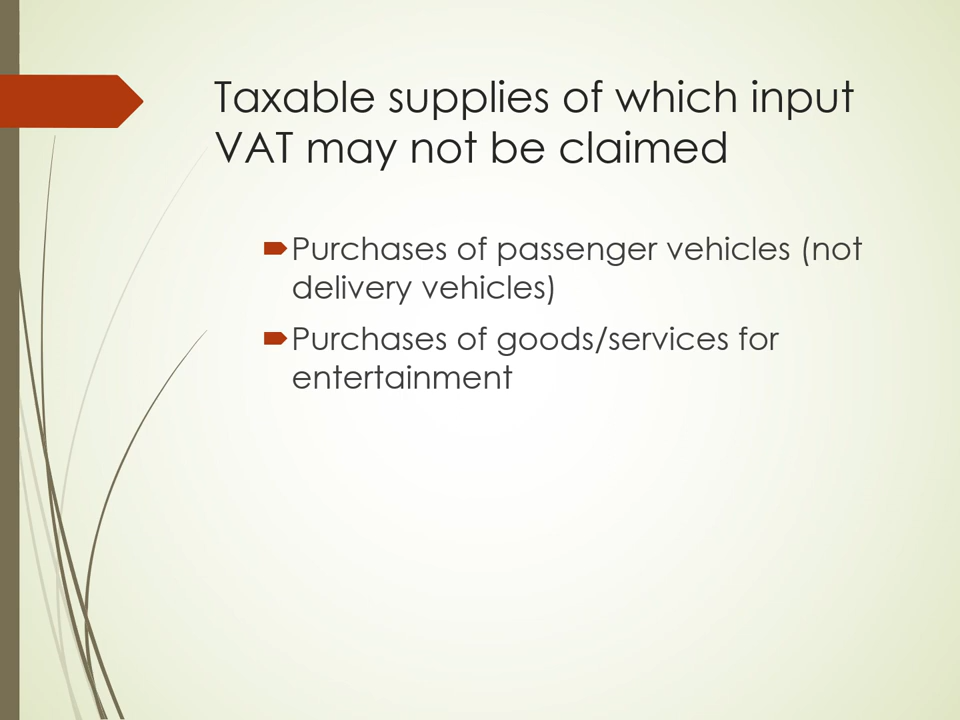 Taxable supplies of which input
VAT may not be claimed
Purchases of passenger vehicles (not
delivery vehicles)
Purchases of goods/services for
entertainment